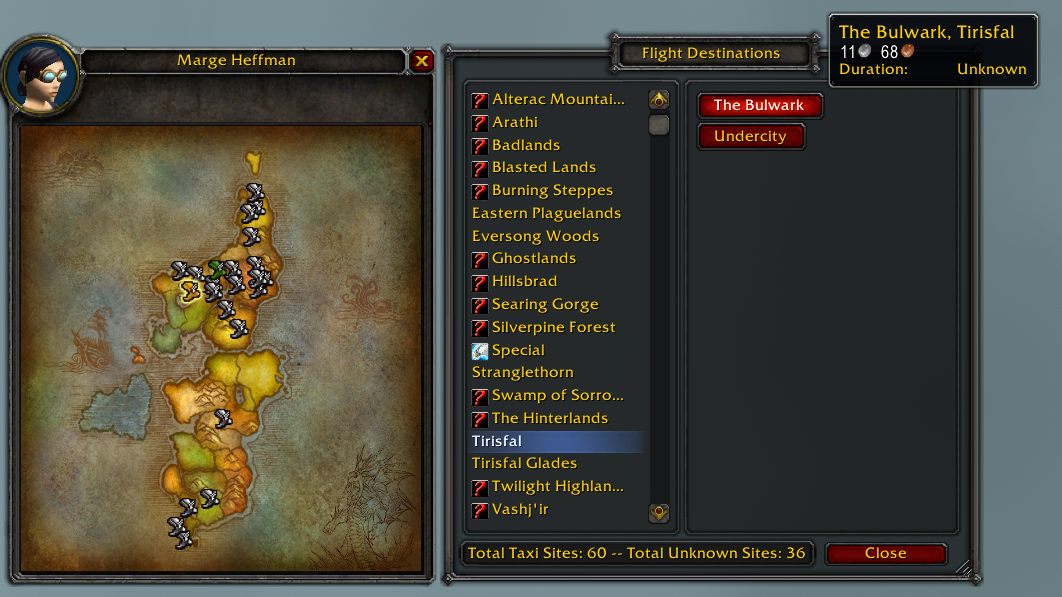 The Bulwark, Tirisfal
11 68
Duration: Unknown
Marge Heffman
Flight Destinations
Alterac Mountai...
Arathi
Badlands
Blasted Lands
Burning Steppes
Eastern Plaguelands
Eversong Woods
Ghostlands
Hillsbrad
Searing Gorge
Silverpine Forest
Special
Stranglethorn
Swamp of Sorro...
The Hinterlands
Tirisfal
Tirisfal Glades
Twilight Highlan...
Vashj'ir
The Bulwark
Undercity
Total Taxi Sites: 60 -- Total Unknown Sites: 36
Close